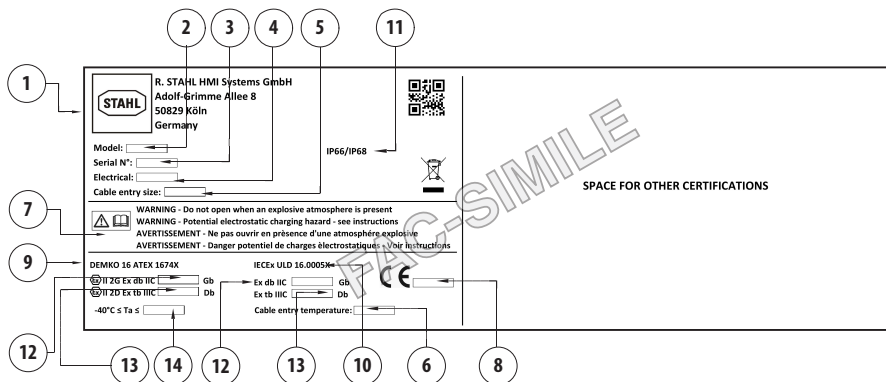 2 3 4 5 11
1
STAHL
R. STAHL HMI Systems GmbH
Adolf-Grimme Allee 8
50829 Köln
Germany
Model:
Serial N°:
Electrical:
Cable entry size:
IP66/IP68
7
WARNING - Do not open when an explosive atmosphere is present
WARNING - Potential electrostatic charging hazard - see instructions
AVERTISSEMENT - Ne pas ouvrir en prèsence d'une atmosphére explosive
AVERTISSEMENT - Danger potentiel de charges èlectrostatiques - Voir instructions
FAC-SIMILE
SPACE FOR OTHER CERTIFICATIONS
9
DEMKO 16 ATEX 1674X
Ex II 2G Ex db IIC Gb
Ex II 2D Ex tb IIIC Db
-40°C ≤ Ta ≤
IECEx ULD 16.0005X
Ex db IIC Gb
Ex tb IIIC Db
CE
Cable entry temperature:
12 13 14 12 13 10 6 8